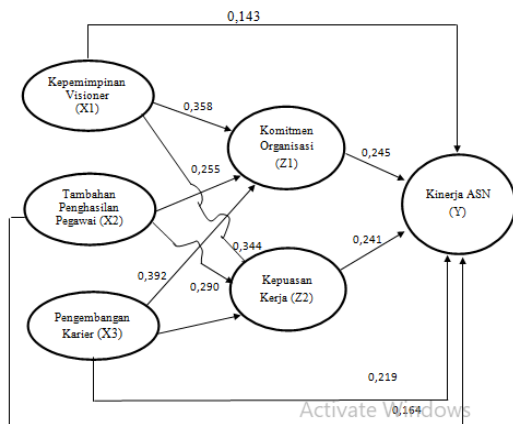 0,143
Kepemimpinan
Visioner
(X1)
0,358
Komitmen
Organisasi
(Z1)
0,245
Kinerja ASN
(Y)
0,255
Tambahan
Penghasilan
Pegawai (X2)
0,344
0,241
0,392
0,290
Kepuasan
Kerja (Z2)
Pengembangan
Karier (X3)
0,219
0,164
Activate Windows